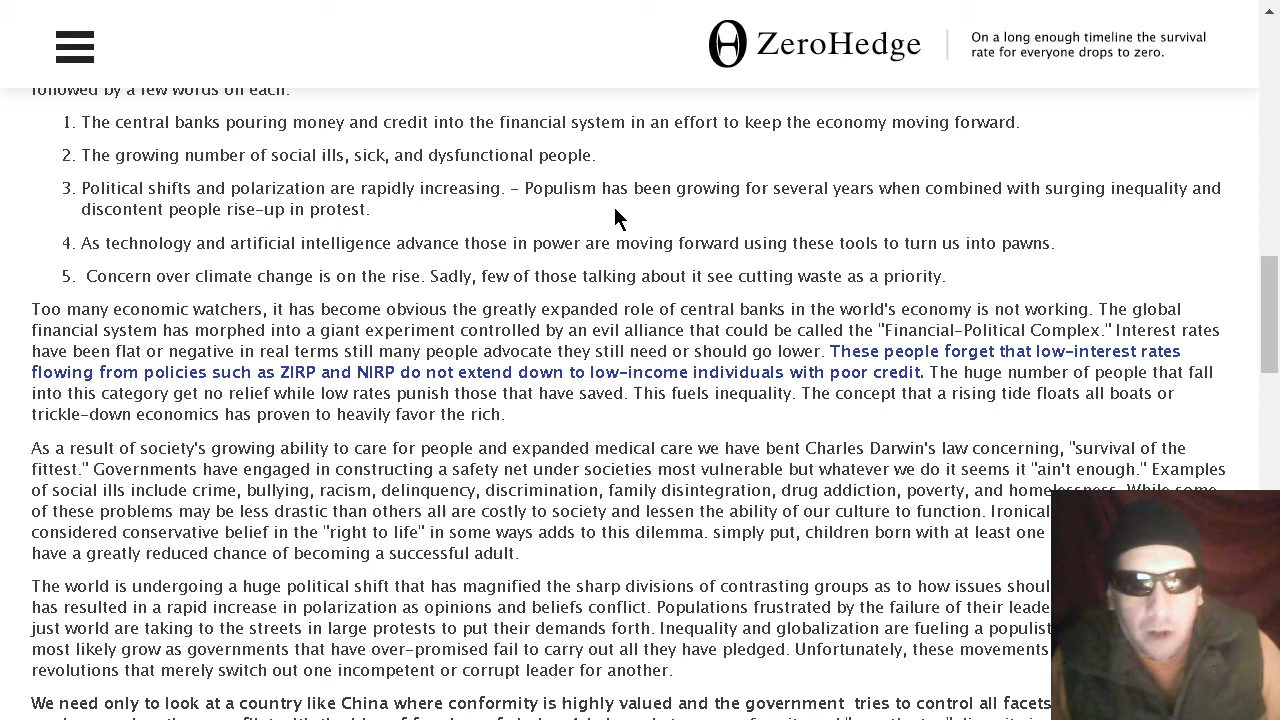 ZeroHedge
On a long enough timeline the survival
rate for everyone drops to zero.
followed by a few words on each.
1. The central banks pouring money and credit into the financial system in an effort to keep the economy moving forward.
2. The growing number of social ills, sick, and dysfunctional people.
3. Political shifts and polarization are rapidly increasing. - Populism has been growing for several years when combined with surging inequality and
discontent people rise-up in protest.
4. As technology and artificial intelligence advance those in power are moving forward using these tools to turn us into pawns.
5. Concern over climate change is on the rise. Sadly, few of those talking about it see cutting waste as a priority.
Too many economic watchers, it has become obvious the greatly expanded role of central banks in the world's economy is not working. The global
financial system has morphed into a giant experiment controlled by an evil alliance that could be called the "Financial-Political Complex." Interest rates
have been flat or negative in real terms still many people advocate they still need or should go lower. These people forget that low-interest rates
flowing from policies such as ZIRP and NIRP do not extend down to low-income individuals with poor credit. The huge number of people that fall
into this category get no relief while low rates punish those that have saved. This fuels inequality. The concept that a rising tide floats all boats or
trickle-down economics has proven to heavily favor the rich.
As a result of society's growing ability to care for people and expanded medical care we have bent Charles Darwin's law concerning, "survival of the
fittest." Governments have engaged in constructing a safety net under societies most vulnerable but whatever we do it seems it "ain't enough." Examples
of social ills include crime, bullying, racism, delinquency, discrimination, family disintegration, drug addiction, poverty, and homelessness. While some
of these problems may be less drastic than others all are costly to society and lessen the ability of our culture to function. Ironical
considered conservative belief in the "right to life" in some ways adds to this dilemma. simply put, children born with at least one
have a greatly reduced chance of becoming a successful adult.
The world is undergoing a huge political shift that has magnified the sharp divisions of contrasting groups as to how issues shoul
has resulted in a rapid increase in polarization as opinions and beliefs conflict. Populations frustrated by the failure of their leade
just world are taking to the streets in large protests to put their demands forth. Inequality and globalization are fueling a populist
most likely grow as governments that have over-promised fail to carry out all they have pledged. Unfortunately, these movements
revolutions that merely switch out one incompetent or corrupt leader for another.
We need only to look at a country like China where conformity is highly valued and the government tries to control all facets